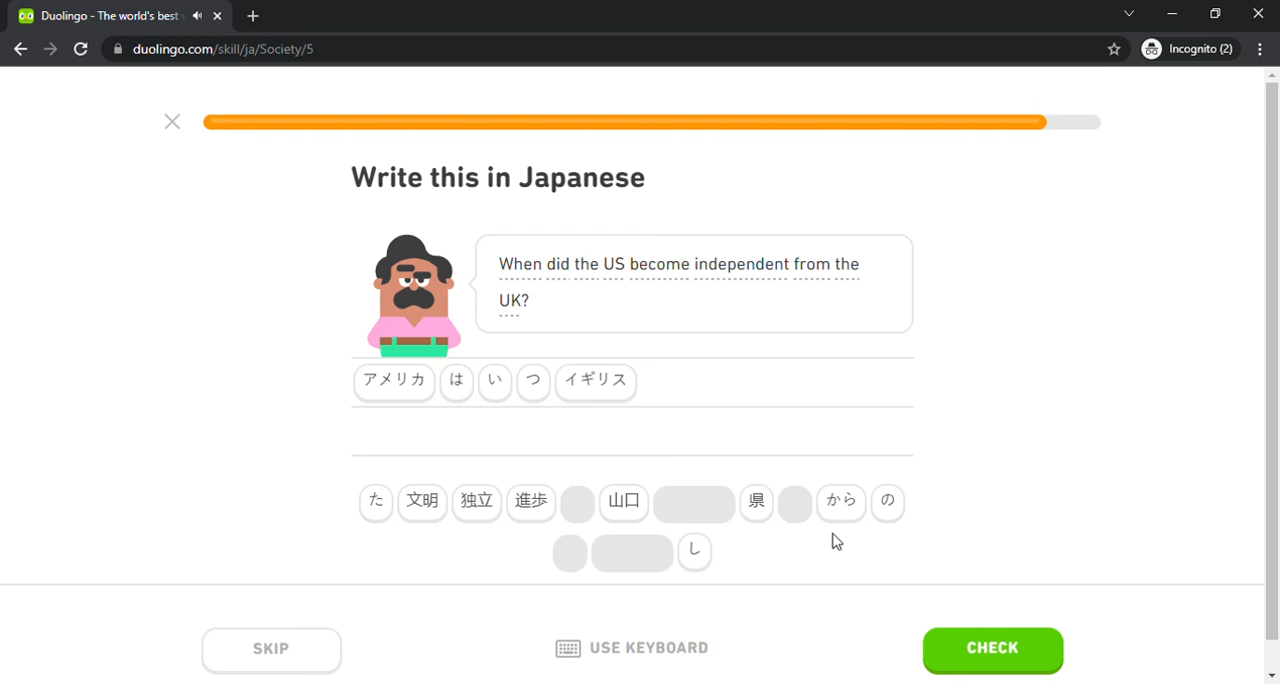 Duolingo - The world's best
duolingo.com/skill/ja/Society/5
Incognito (2)
Write this in Japanese
When did the US become independent from the
UK?
アメリカ は い つ イギリス
た 文明 独立 進歩 山口 県 から の
し
SKIP
USE KEYBOARD
CHECK